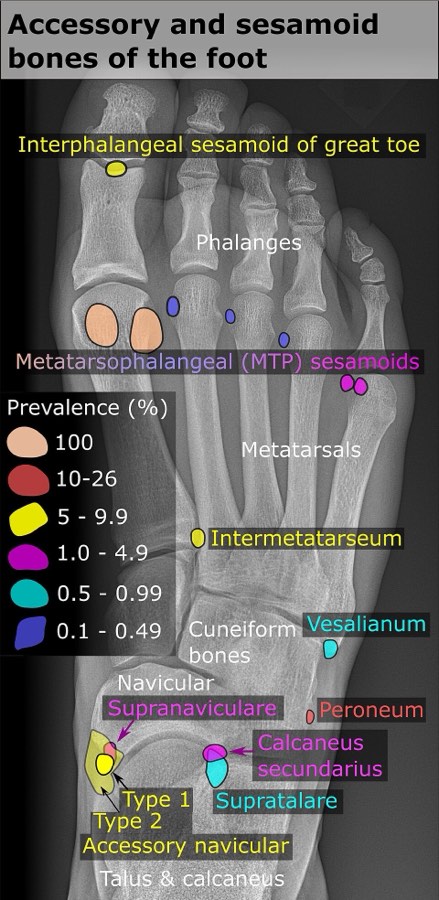 Accessory and sesamoid
bones of the foot
Interphalangeal sesamoid of great toe
Phalanges
Metatarsophalangeal (MTP) sesamoids
Prevalence (%)
100
10-26
5 - 9.9
1.0 - 4.9
0.5 - 0.99
0.1 - 0.49
Metatarsals
Intermetatarseum
Vesalianum
Cuneiform
bones
Navicular
Supranaviculare
Peroneum
Calcaneus
secundarius
Supratalare
Type 1
Type 2
Accessory navicular
Talus & calcaneus